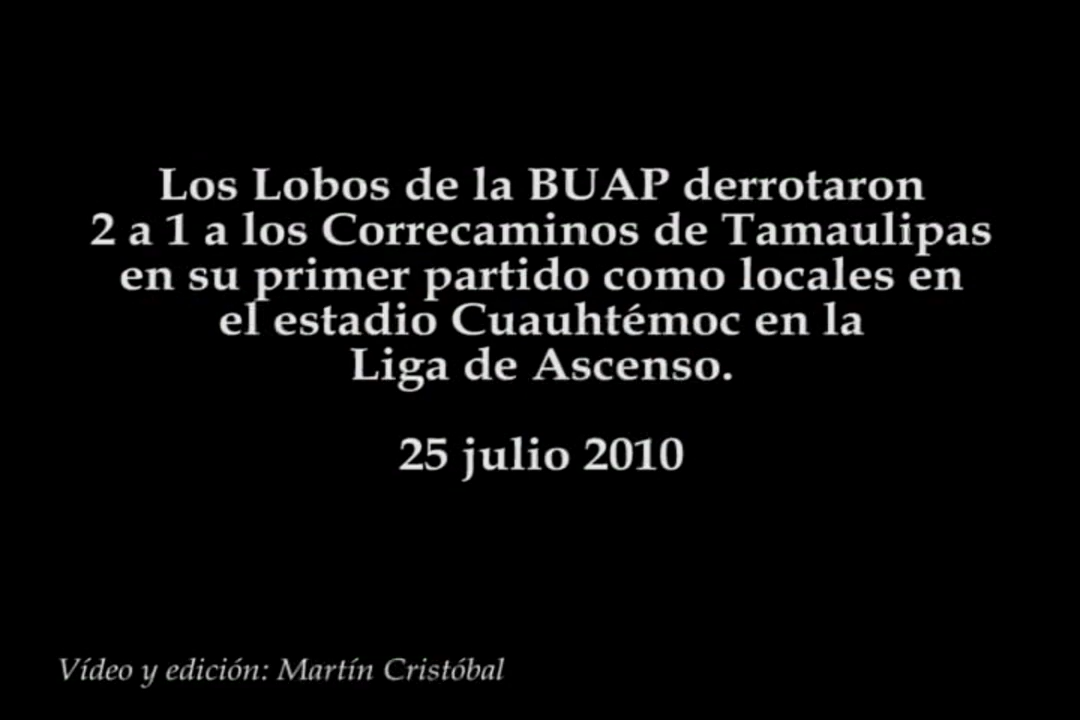 Los Lobos de la BUAP derrotaron
2 a 1 a los Correcaminos de Tamaulipas
en su primer partido como locales en
el estadio Cuauhtémoc en la
Liga de Ascenso.
25 julio 2010
Vídeo y edición: Martín Cristóbal